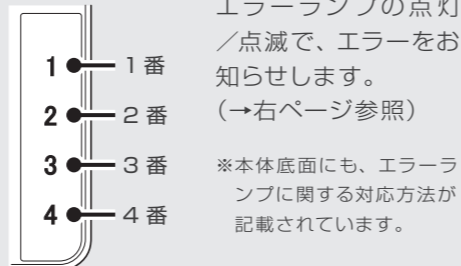 エラーランプの点灯
／点滅で、エラーをお
知らせします。
（→右ページ参照）
1 1番
2 2番
3 3番
4 4番
※本体底面にも、エラーラ
ンプに関する対応方法が
記載されています。